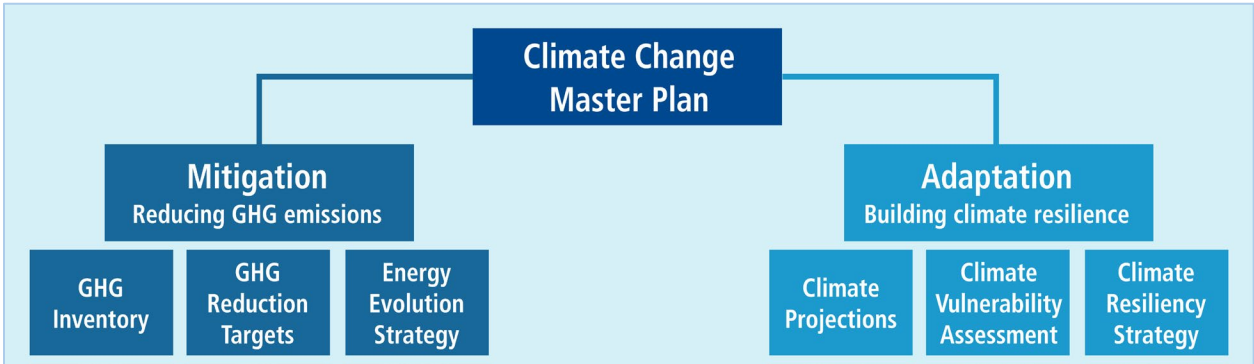 Climate Change
Master Plan
Mitigation
Reducing GHG emissions
GHG
Inventory
GHG
Reduction
Targets
Energy
Evolution
Strategy
Adaptation
Building climate resilience
Climate
Projections
Climate
Vulnerability
Assessment
Climate
Resiliency
Strategy